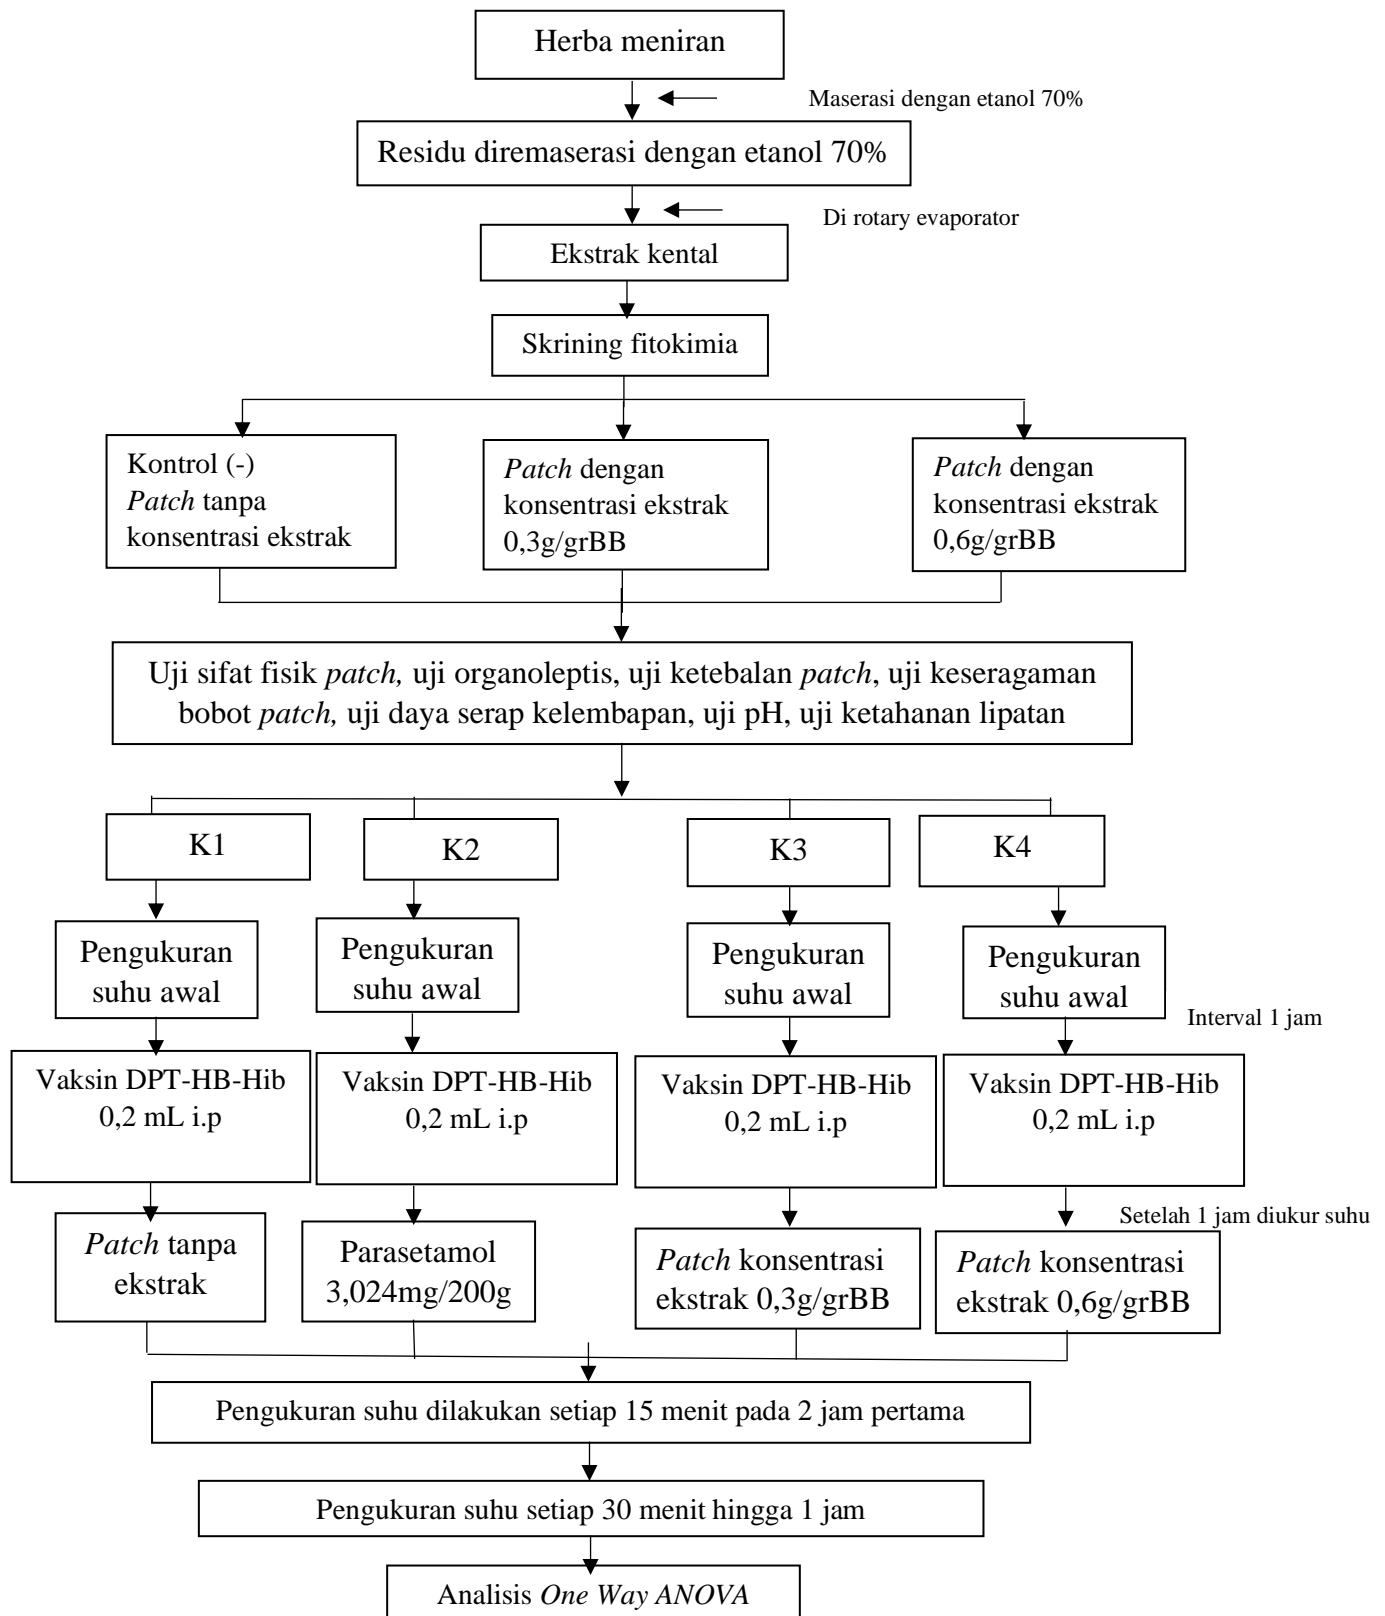 Herba meniran
Maserasi dengan etanol 70%
Residu diremaserasi dengan etanol 70%
Di rotary evaporator
Ekstrak kental
Skrining fitokimia
Kontrol (-)
Patch tanpa
konsentrasi ekstrak
Patch dengan
konsentrasi ekstrak
0,3g/grBB
Patch dengan
konsentrasi ekstrak
0,6g/grBB
Uji sifat fisik patch, uji organoleptis, uji ketebalan patch, uji keseragaman
bobot patch, uji daya serap kelembapan, uji pH, uji ketahanan lipatan
K1
K2
K3
K4
Pengukuran
suhu awal
Pengukuran
suhu awal
Pengukuran
suhu awal
Pengukuran
suhu awal
Interval 1 jam
Vaksin DPT-HB-Hib
0,2 mL i.p
Vaksin DPT-HB-Hib
0,2 mL i.p
Vaksin DPT-HB-Hib
0,2 mL i.p
Vaksin DPT-HB-Hib
0,2 mL i.p
Setelah 1 jam diukur suhu
Patch tanpa
ekstrak
Parasetamol
3,024mg/200g
Patch konsentrasi
ekstrak 0,3g/grBB
Patch konsentrasi
ekstrak 0,6g/grBB
Pengukuran suhu dilakukan setiap 15 menit pada 2 jam pertama
Pengukuran suhu setiap 30 menit hingga 1 jam
Analisis One Way ANOVA